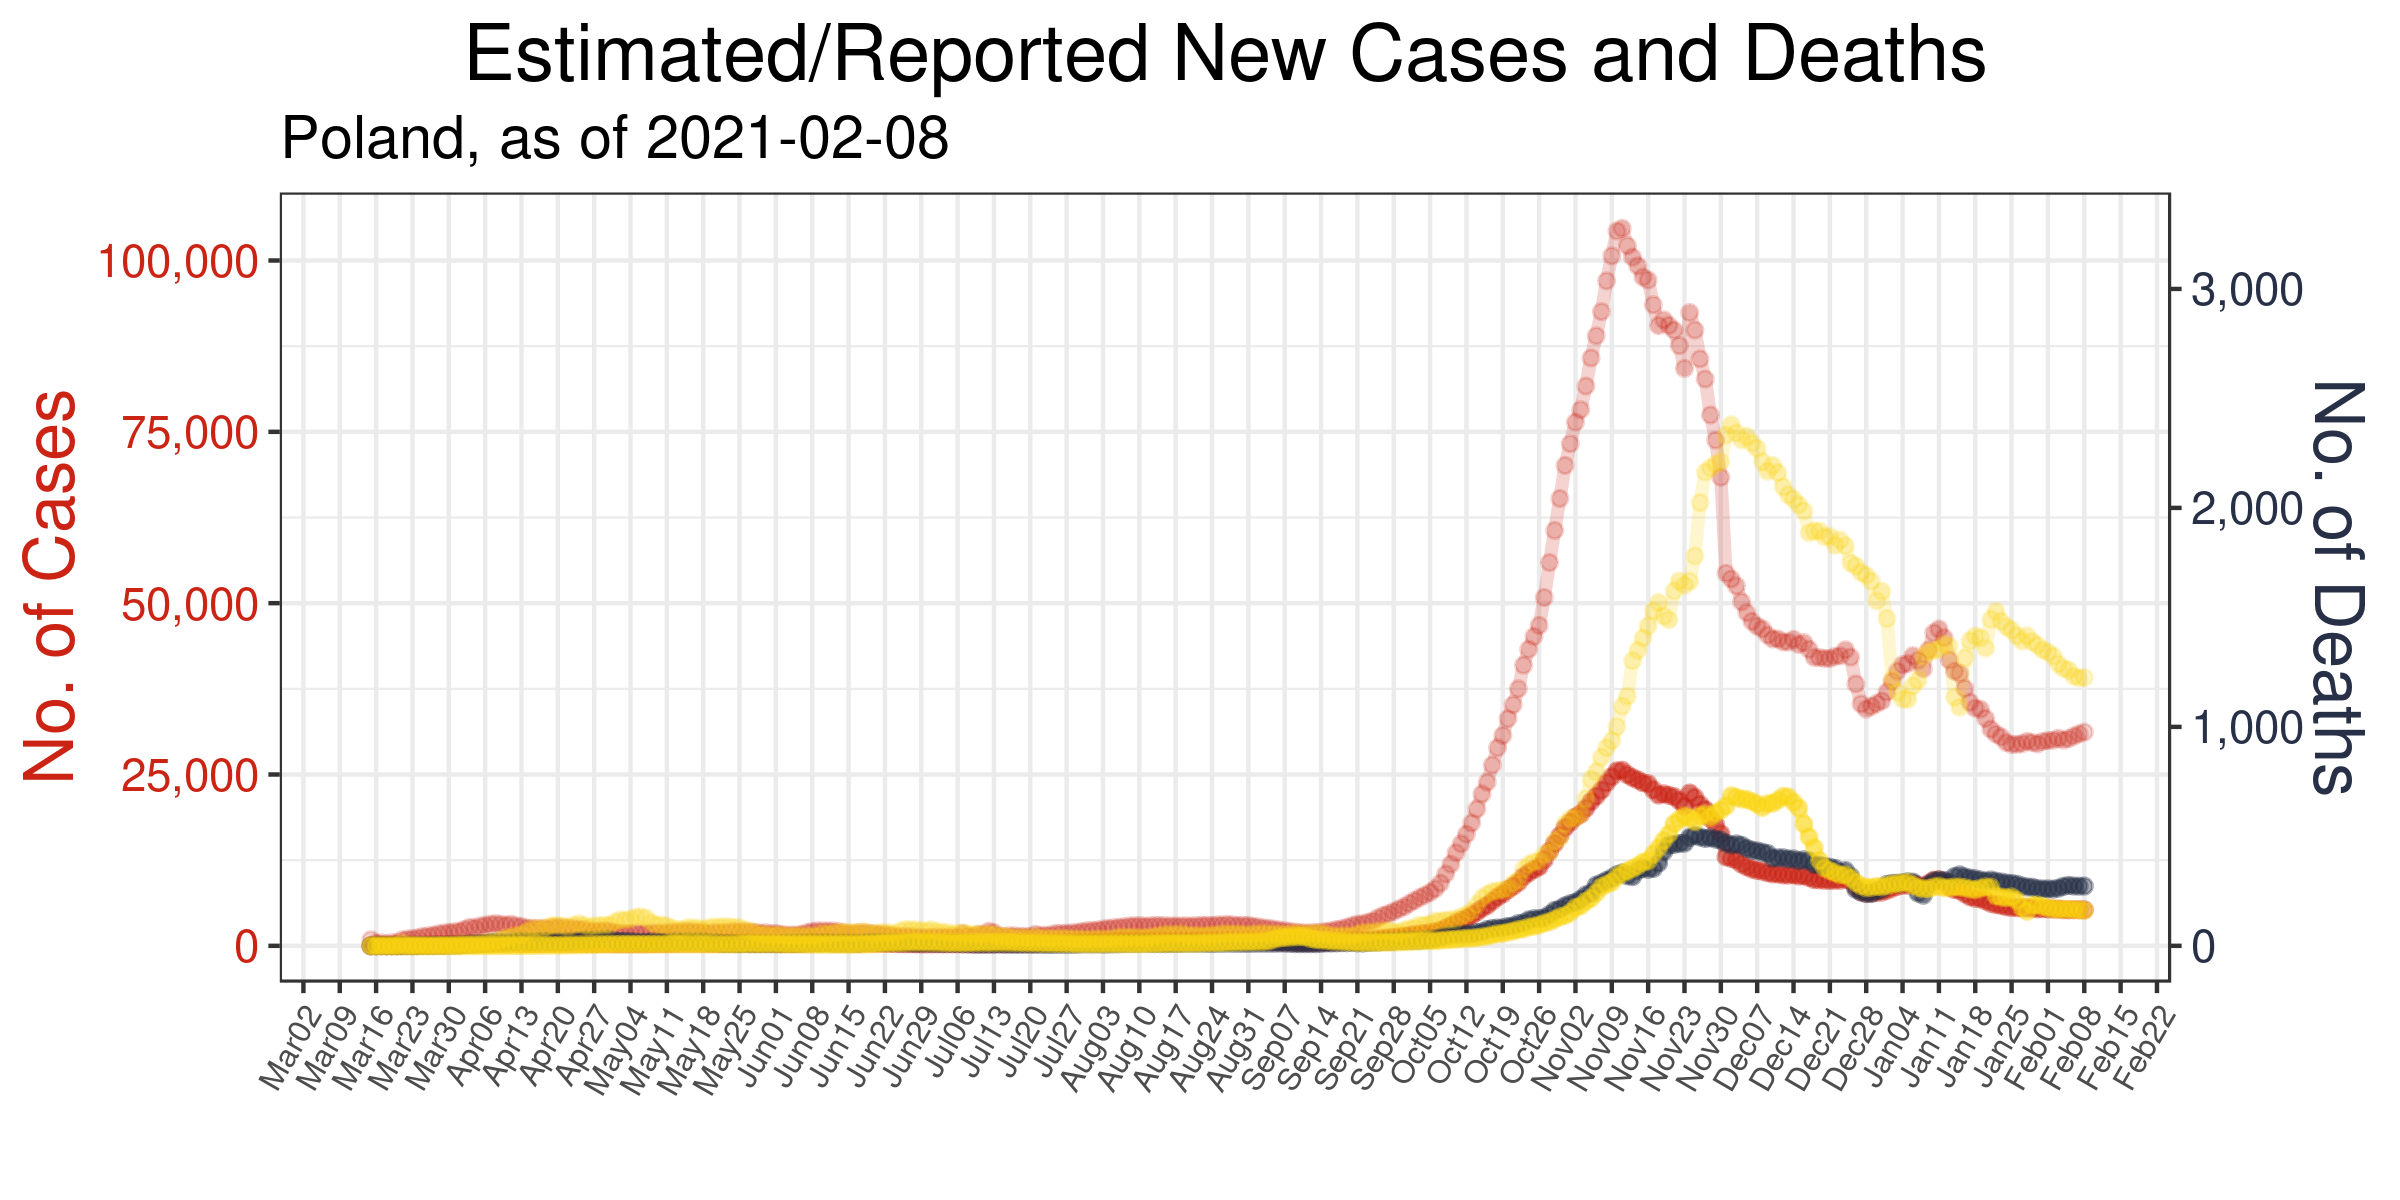 Estimated/Reported New Cases and Deaths
Poland, as of 2021-02-08
No. of Cases
100,000
75,000
50,000
25,000
0
3,000
2,000
1,000
0
No. of Deaths
Mar02 Mar09 Mar16 Mar23 Mar30 Apr06 Apr13 Apr20 Apr27 May04 May11 May18 May25 Jun01 Jun08 Jun15 Jun22 Jun29 Jul06 Jul13 Jul20 Jul27 Aug03 Aug10 Aug17 Aug24 Aug31 Sep07 Sep14 Sep21 Sep28 Oct05 Oct12 Oct19 Oct26 Nov02 Nov09 Nov16 Nov23 Nov30 Dec07 Dec14 Dec21 Dec28 Jan04 Jan11 Jan18 Jan25 Feb01 Feb08 Feb15 Feb22